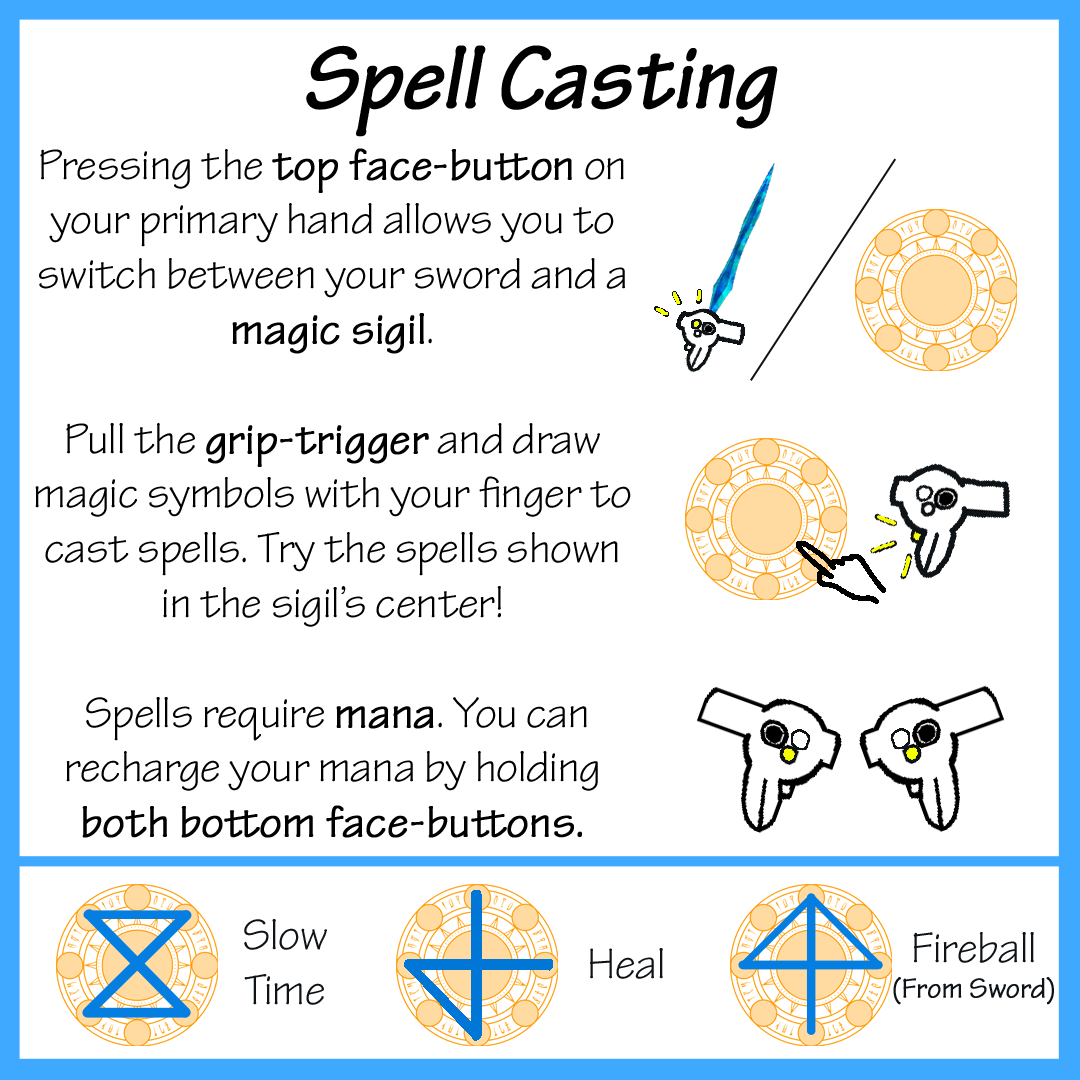 Spell Casting
Pressing the top face-button on
your primary hand allows you to
switch between your sword and a
magic sigil.
Pull the grip-trigger and draw
magic symbols with your finger to
cast spells. Try the spells shown
in the sigil's center!
Spells require mana. You can
recharge your mana by holding
both bottom face-buttons.
Slow
Time
Heal
Fireball
(From Sword)